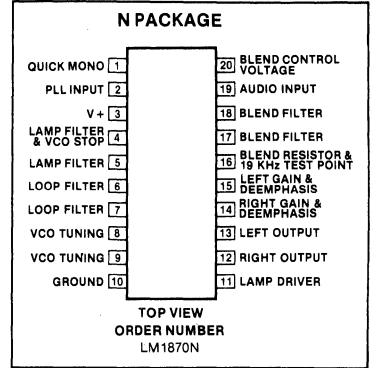 N PACKAGE
QUICK MONO 1
PLL INPUT 2
V+ 3
LAMP FILTER
& VCO STOP 4
LAMP FILTER 5
LOOP FILTER 6
LOOP FILTER 7
VCO TUNING 8
VCO TUNING 9
GROUND 10
20 BLEND CONTROL
VOLTAGE
19 AUDIO INPUT
18 BLEND FILTER
17 BLEND FILTER
16 BLEND RESISTOR &
19 KHz TEST POINT
15 LEFT GAIN &
DEEMPHASIS
14 RIGHT GAIN &
DEEMPHASIS
13 LEFT OUTPUT
12 RIGHT OUTPUT
11 LAMP DRIVER
TOP VIEW
ORDER NUMBER
LM1870N